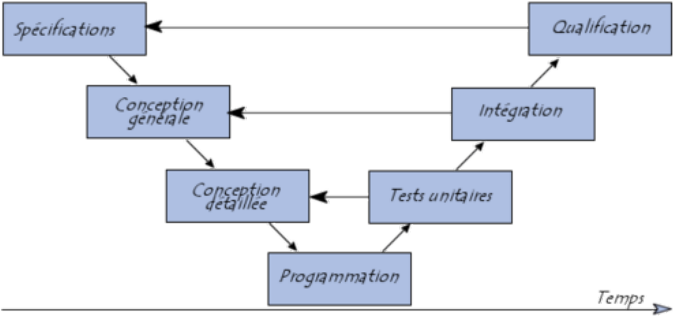 Spécifications
Qualification
Conception
générale
Intégration
Conception
détaillée
Tests unitaires
Programmation
Temps